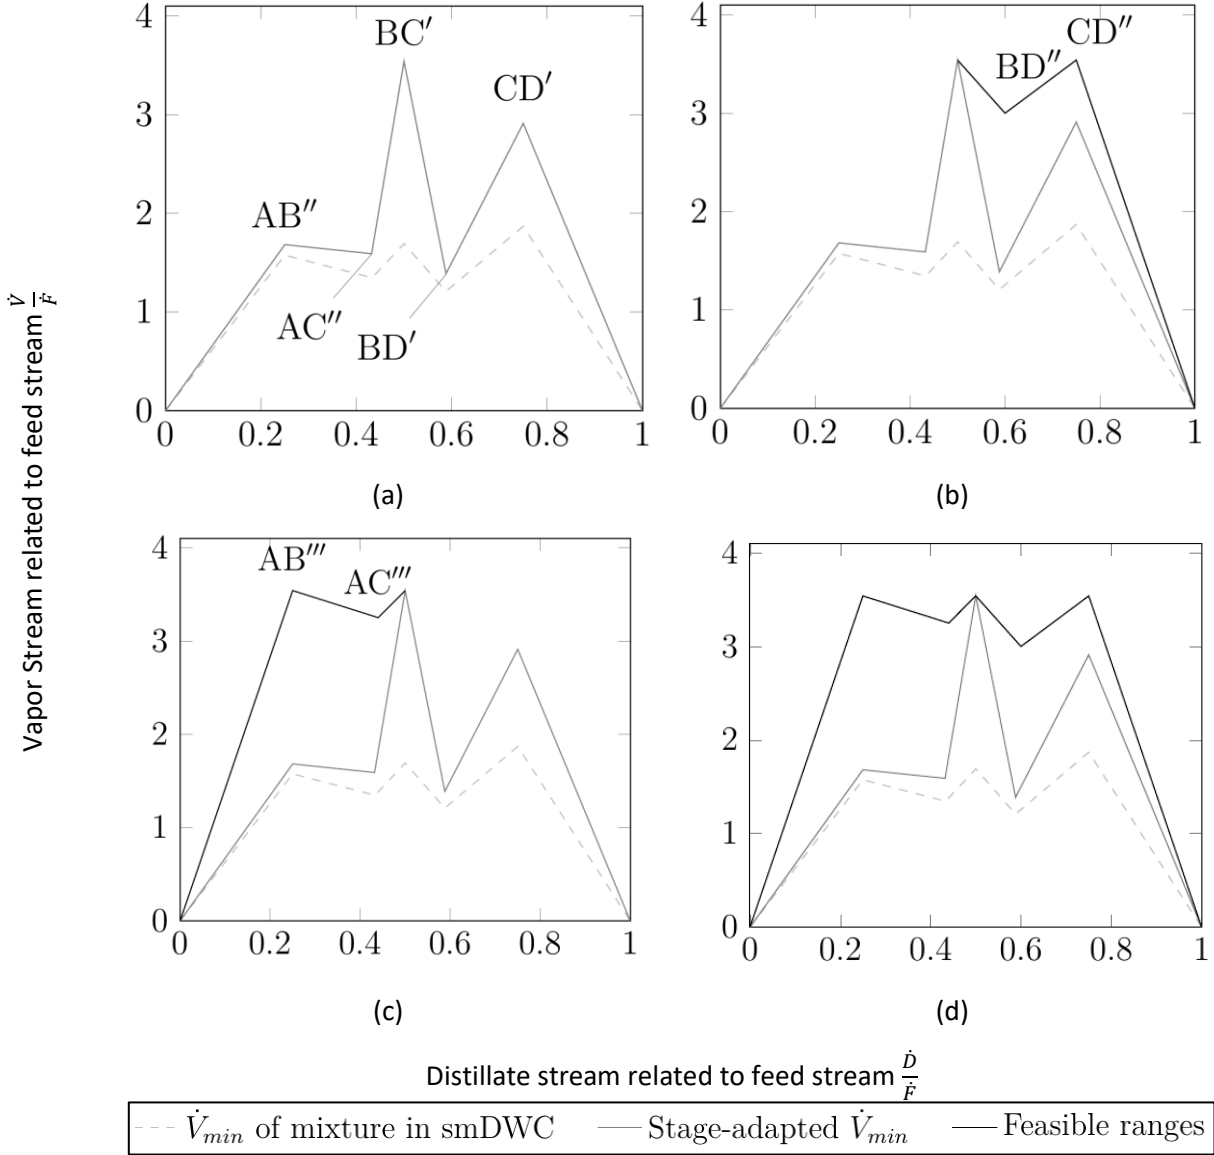 Vapor Stream related to feed stream V̇/Ḟ
4
3
2
1
0
0 0.2 0.4 0.6 0.8 1
AB″
BC′
CD′
AC″
BD′
(a)
4
3
2
1
0
0 0.2 0.4 0.6 0.8 1
BD″
CD″
(b)
4
3
2
1
0
0 0.2 0.4 0.6 0.8 1
AB‴
AC‴
(c)
4
3
2
1
0
0 0.2 0.4 0.6 0.8 1
(d)
Distillate stream related to feed stream Ḋ/Ḟ
V̇min of mixture in smDWC Stage-adapted V̇min Feasible ranges